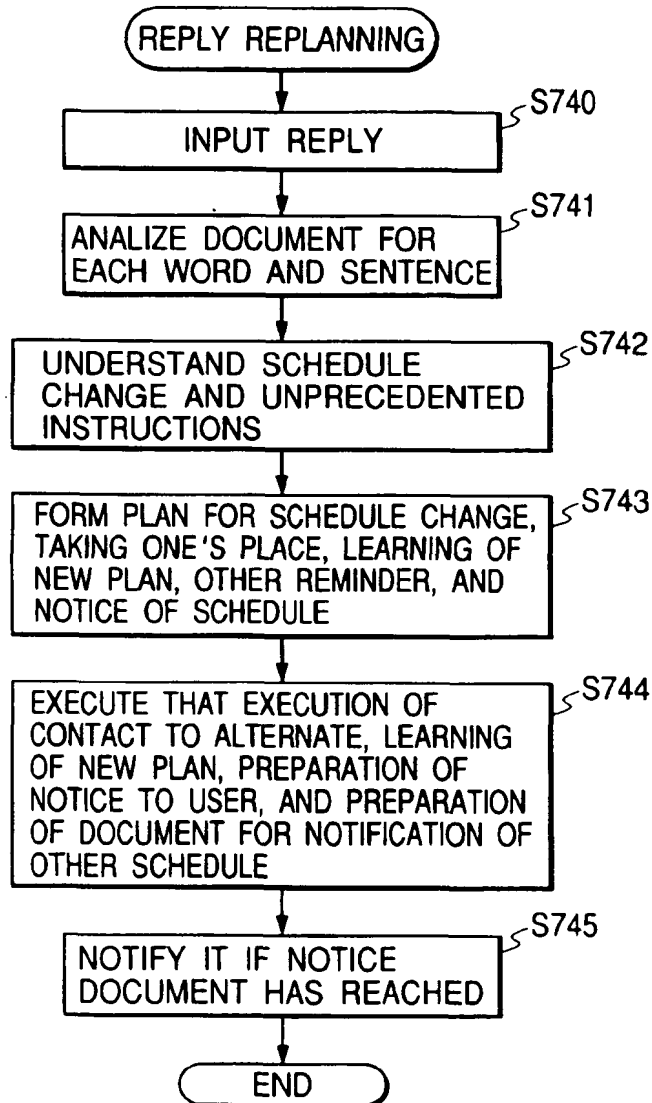 REPLY REPLANNING
S740
INPUT REPLY
S741
ANALIZE DOCUMENT FOR
EACH WORD AND SENTENCE
S742
UNDERSTAND SCHEDULE
CHANGE AND UNPRECEDENTED
INSTRUCTIONS
S743
FORM PLAN FOR SCHEDULE CHANGE,
TAKING ONE'S PLACE, LEARNING OF
NEW PLAN, OTHER REMINDER, AND
NOTICE OF SCHEDULE
S744
EXECUTE THAT EXECUTION OF
CONTACT TO ALTERNATE, LEARNING
OF NEW PLAN, PREPARATION OF
NOTICE TO USER, AND PREPARATION
OF DOCUMENT FOR NOTIFICATION OF
OTHER SCHEDULE
S745
NOTIFY IT IF NOTICE
DOCUMENT HAS REACHED
END